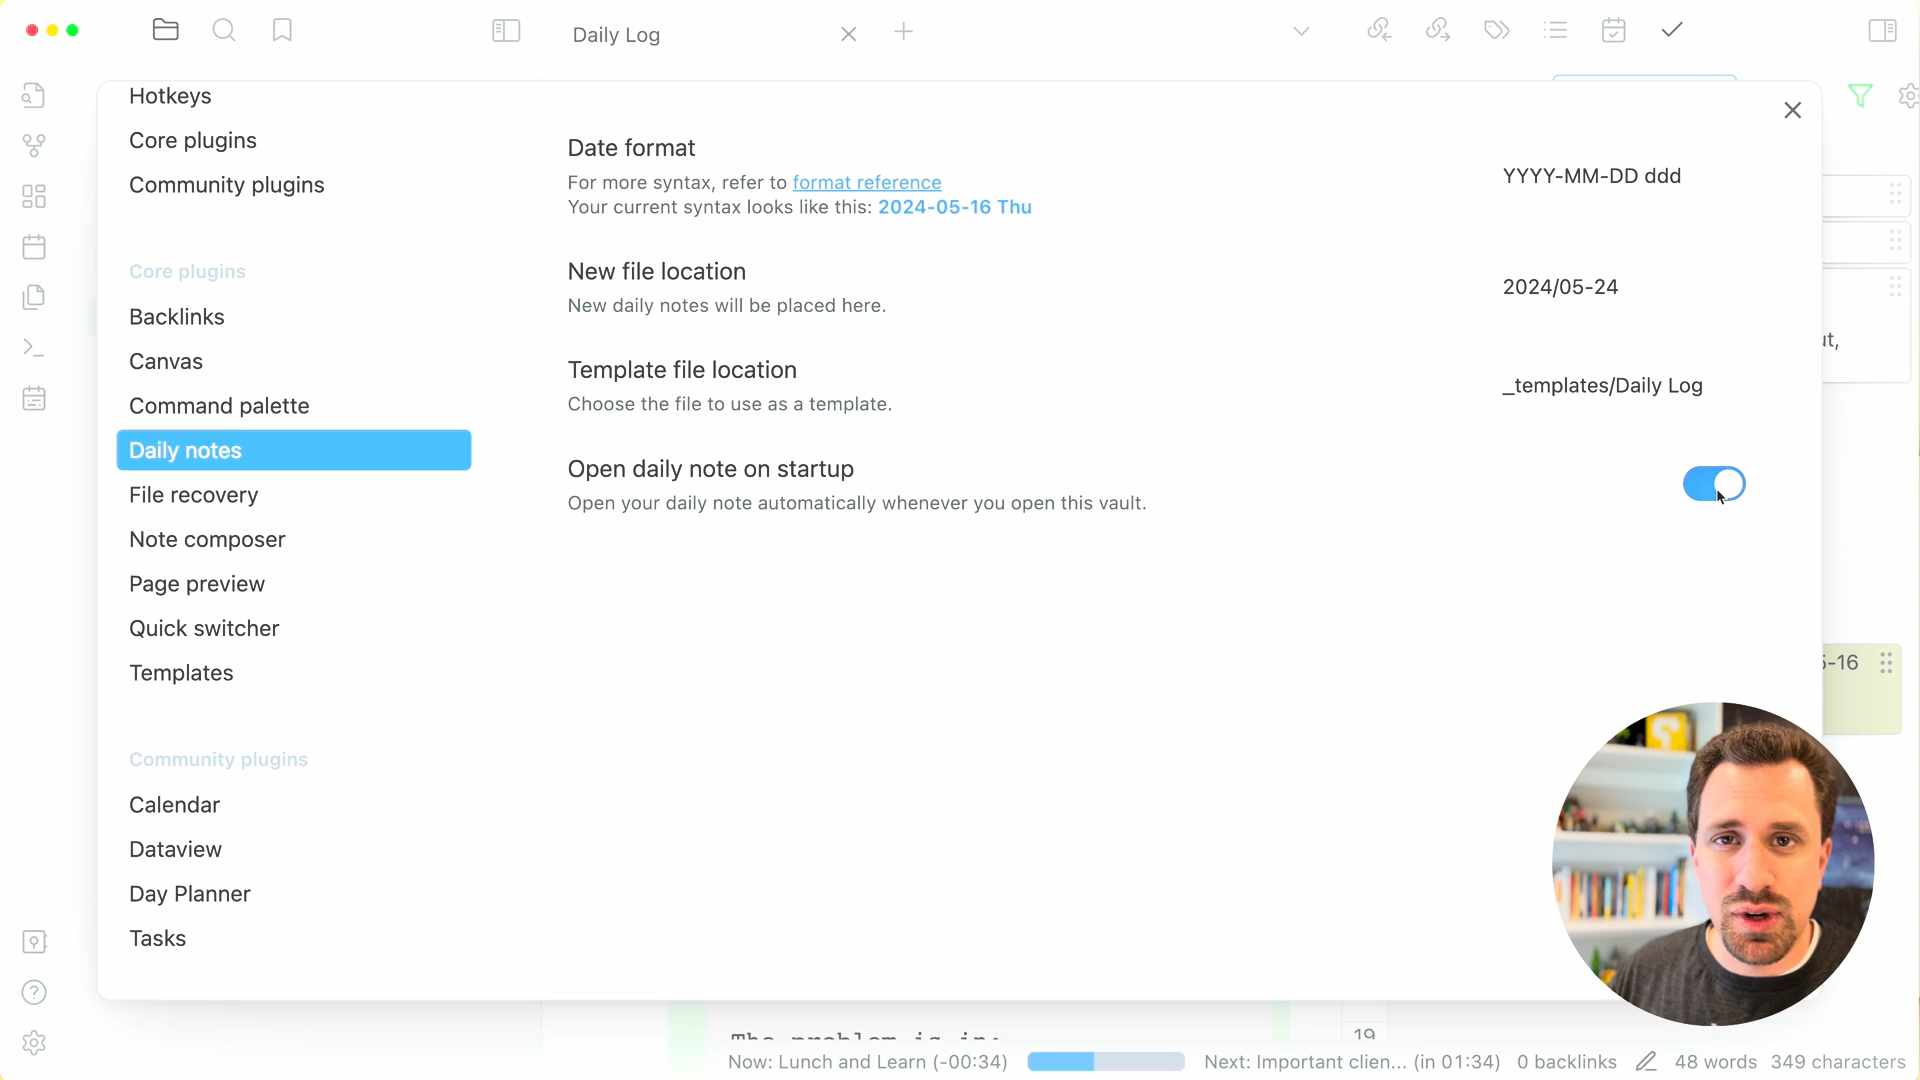 Daily Log
Hotkeys
Core plugins
Community plugins
Core plugins
Backlinks
Canvas
Command palette
Daily notes
File recovery
Note composer
Page preview
Quick switcher
Templates
Community plugins
Calendar
Dataview
Day Planner
Tasks
Date format
For more syntax, refer to format reference
Your current syntax looks like this: 2024-05-16 Thu
YYYY-MM-DD ddd
New file location
New daily notes will be placed here.
2024/05-24
Template file location
Choose the file to use as a template.
_templates/Daily Log
Open daily note on startup
Open your daily note automatically whenever you open this vault.
5-16
The problem is in:
19
Now: Lunch and Learn (-00:34)
Next: Important clien... (in 01:34)
0 backlinks
48 words
349 characters